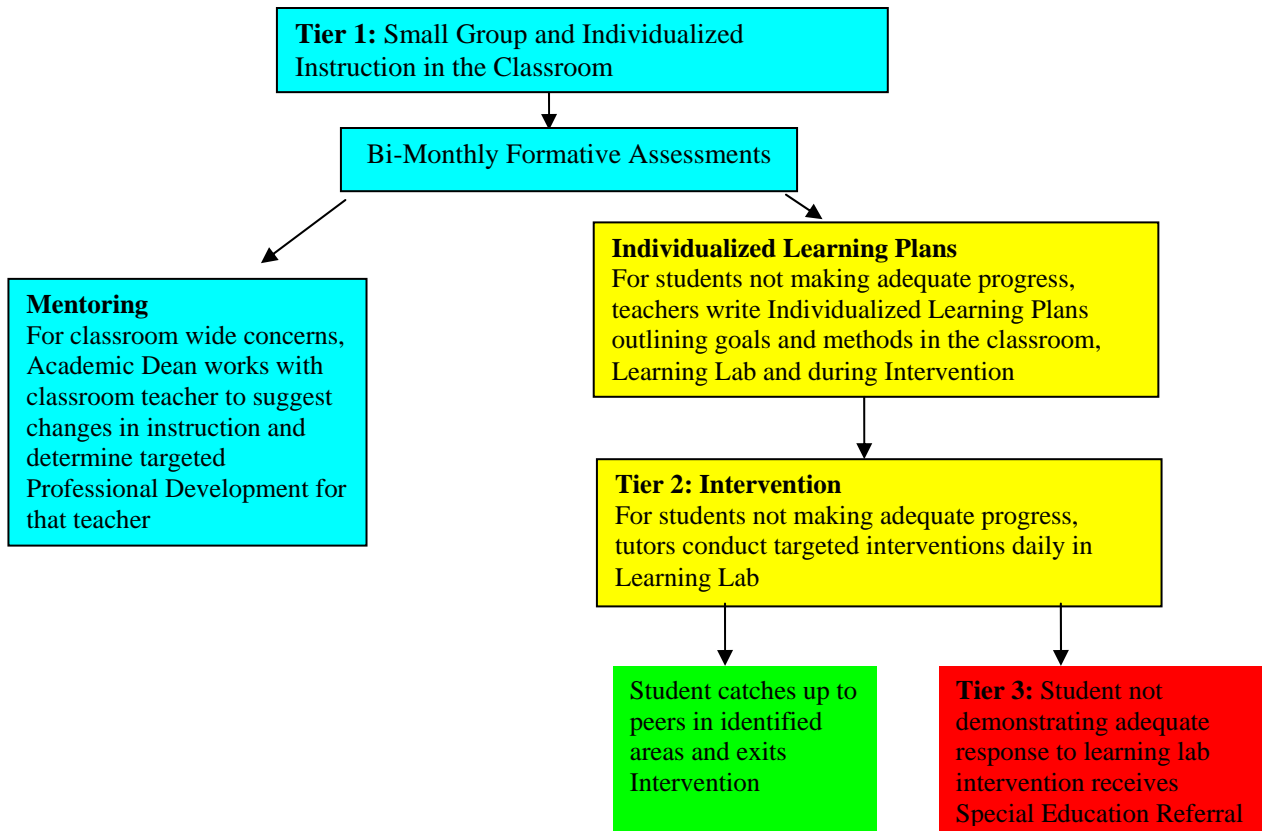 Tier 1: Small Group and Individualized
Instruction in the Classroom
Bi-Monthly Formative Assessments
Mentoring
For classroom wide concerns,
Academic Dean works with
classroom teacher to suggest
changes in instruction and
determine targeted
Professional Development for
that teacher
Individualized Learning Plans
For students not making adequate progress,
teachers write Individualized Learning Plans
outlining goals and methods in the classroom,
Learning Lab and during Intervention
Tier 2: Intervention
For students not making adequate progress,
tutors conduct targeted interventions daily in
Learning Lab
Student catches up to
peers in identified
areas and exits
Intervention
Tier 3: Student not
demonstrating adequate
response to learning lab
intervention receives
Special Education Referral